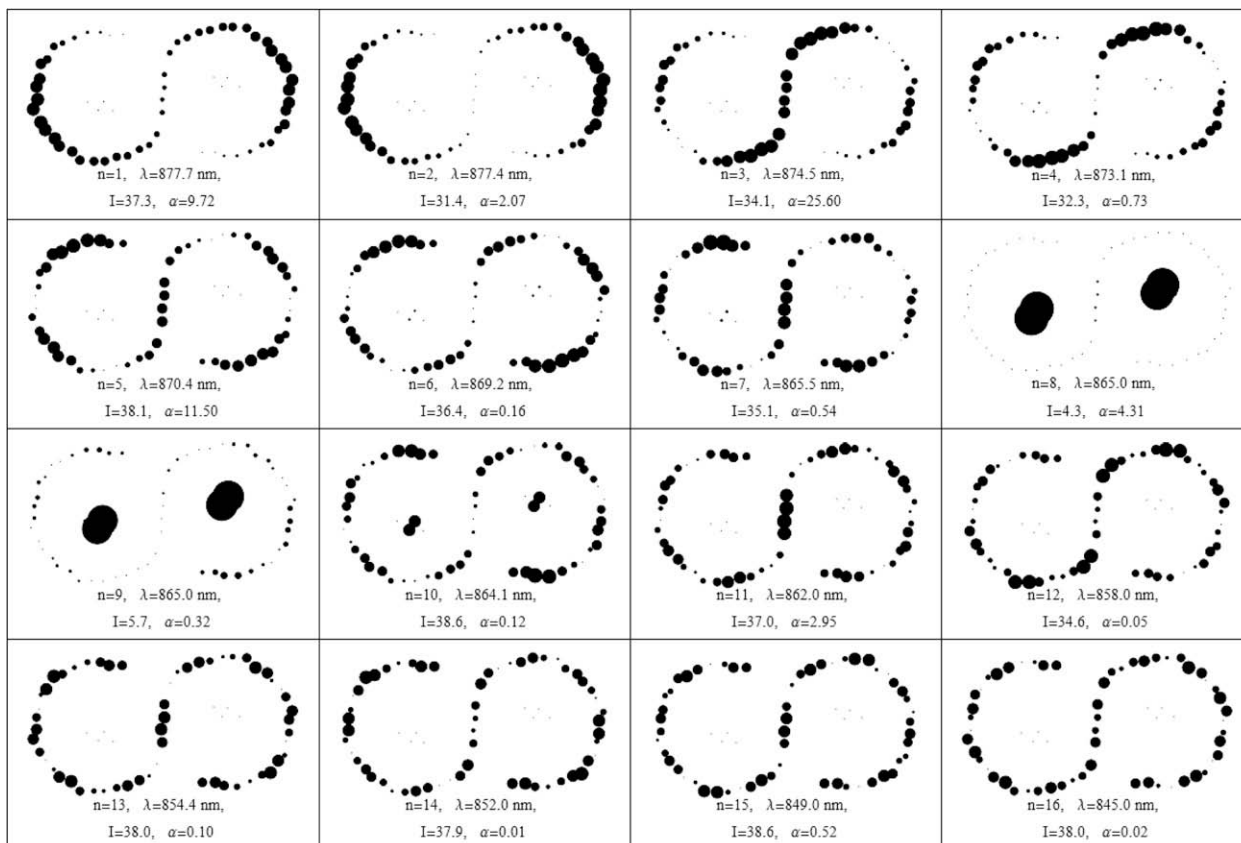 n=1, λ=877.7 nm,
I=37.3, α=9.72
n=2, λ=877.4 nm,
I=31.4, α=2.07
n=3, λ=874.5 nm,
I=34.1, α=25.60
n=4, λ=873.1 nm,
I=32.3, α=0.73
n=5, λ=870.4 nm,
I=38.1, α=11.50
n=6, λ=869.2 nm,
I=36.4, α=0.16
n=7, λ=865.5 nm,
I=35.1, α=0.54
n=8, λ=865.0 nm,
I=4.3, α=4.31
n=9, λ=865.0 nm,
I=5.7, α=0.32
n=10, λ=864.1 nm,
I=38.6, α=0.12
n=11, λ=862.0 nm,
I=37.0, α=2.95
n=12, λ=858.0 nm,
I=34.6, α=0.05
n=13, λ=854.4 nm,
I=38.0, α=0.10
n=14, λ=852.0 nm,
I=37.9, α=0.01
n=15, λ=849.0 nm,
I=38.6, α=0.52
n=16, λ=845.0 nm,
I=38.0, α=0.02